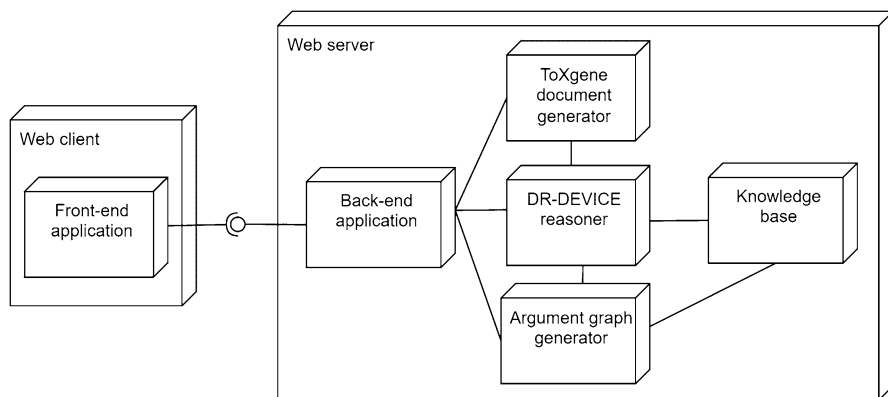 Web server
ToXgene
document
generator
Web client
Front-end
application
Back-end
application
DR-DEVICE
reasoner
Knowledge
base
Argument graph
generator